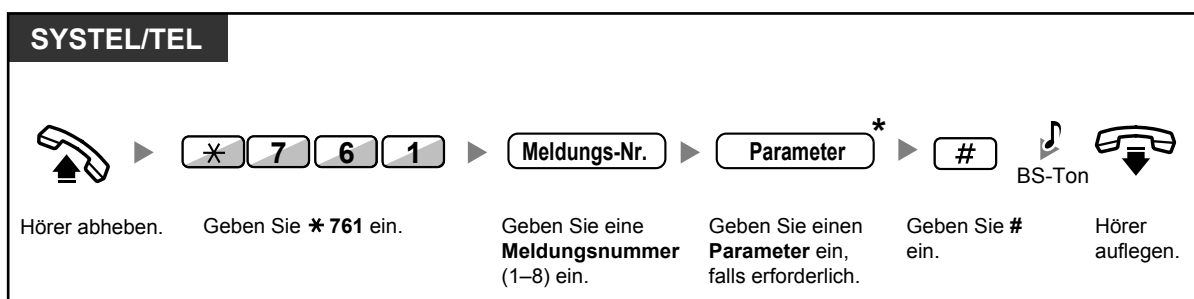 SYSTEL/TEL
* 7 6 1 Meldungs-Nr. Parameter * #
BS-Ton
Hörer abheben.
Geben Sie * 761 ein.
Geben Sie eine
Meldungsnummer
(1–8) ein.
Geben Sie einen
Parameter ein,
falls erforderlich.
Geben Sie #
ein.
Hörer
auflegen.